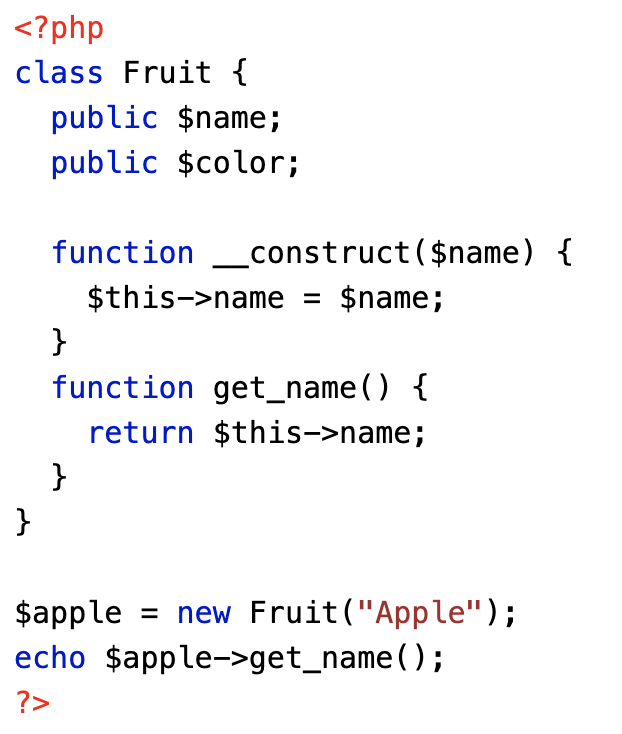 <?php
class Fruit {
  public $name;
  public $color;

  function __construct($name) {
    $this->name = $name;
  }
  function get_name() {
    return $this->name;
  }
}

$apple = new Fruit("Apple");
echo $apple->get_name();
?>